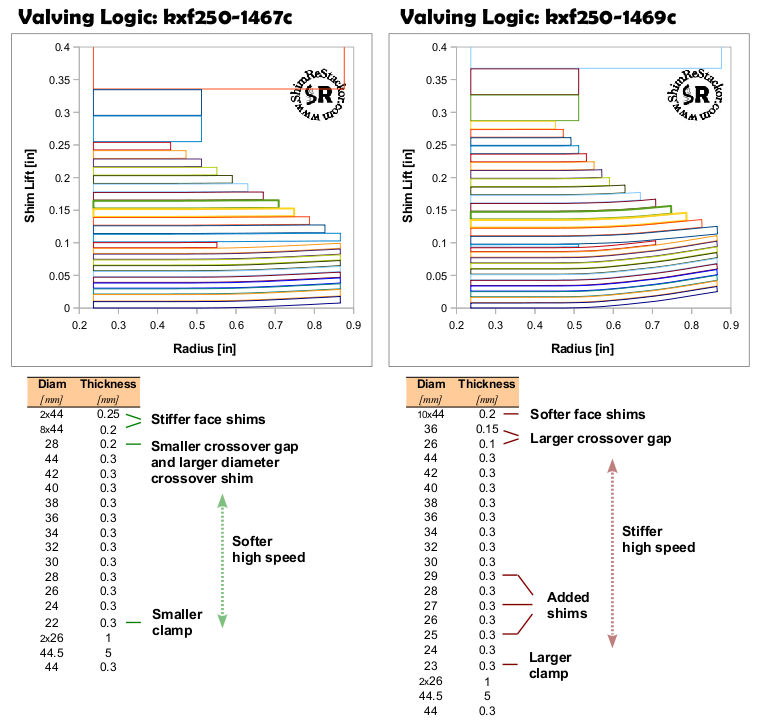 Valving Logic: kxf250-1467c
0.4
0.35
0.3
0.25
0.2
0.15
0.1
0.05
0
Shim Lift [in]
0.2 0.3 0.4 0.5 0.6 0.7 0.8 0.9
Radius [in]
ShimReStackor.com www
SR
Diam Thickness
[mm] [mm]
2x44 0.25
8x44 0.2
28 0.2
44 0.3
42 0.3
40 0.3
38 0.3
36 0.3
34 0.3
32 0.3
30 0.3
28 0.3
26 0.3
24 0.3
22 0.3
2x26 1
44.5 5
44 0.3
Stiffer face shims
Smaller crossover gap
and larger diameter
crossover shim
Softer
high speed
Smaller
clamp
Valving Logic: kxf250-1469c
0.4
0.35
0.3
0.25
0.2
0.15
0.1
0.05
0
Shim Lift [in]
0.2 0.3 0.4 0.5 0.6 0.7 0.8 0.9
Radius [in]
ShimReStackor.com www
SR
Diam Thickness
[mm] [mm]
10x44 0.2
36 0.15
26 0.1
44 0.3
42 0.3
40 0.3
38 0.3
36 0.3
34 0.3
32 0.3
30 0.3
29 0.3
28 0.3
27 0.3
26 0.3
25 0.3
24 0.3
23 0.3
2x26 1
44.5 5
44 0.3
Softer face shims
Larger crossover gap
Stiffer
high speed
Added
shims
Larger
clamp